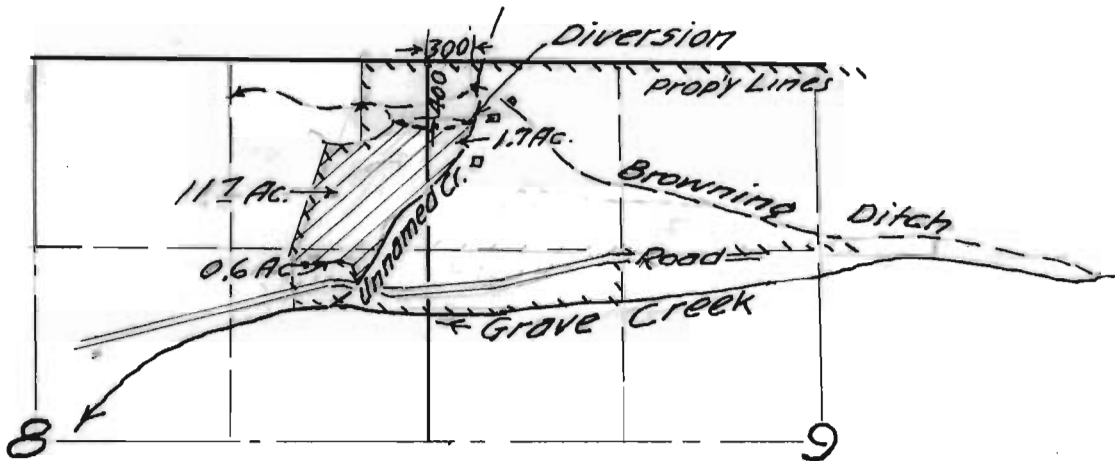 300
Diversion
400
prop'y Lines
1.7 Ac.
11.7 Ac.
Browning
Ditch
Unnamed Cr.
0.6 Ac
Road
Grave Creek
8
9